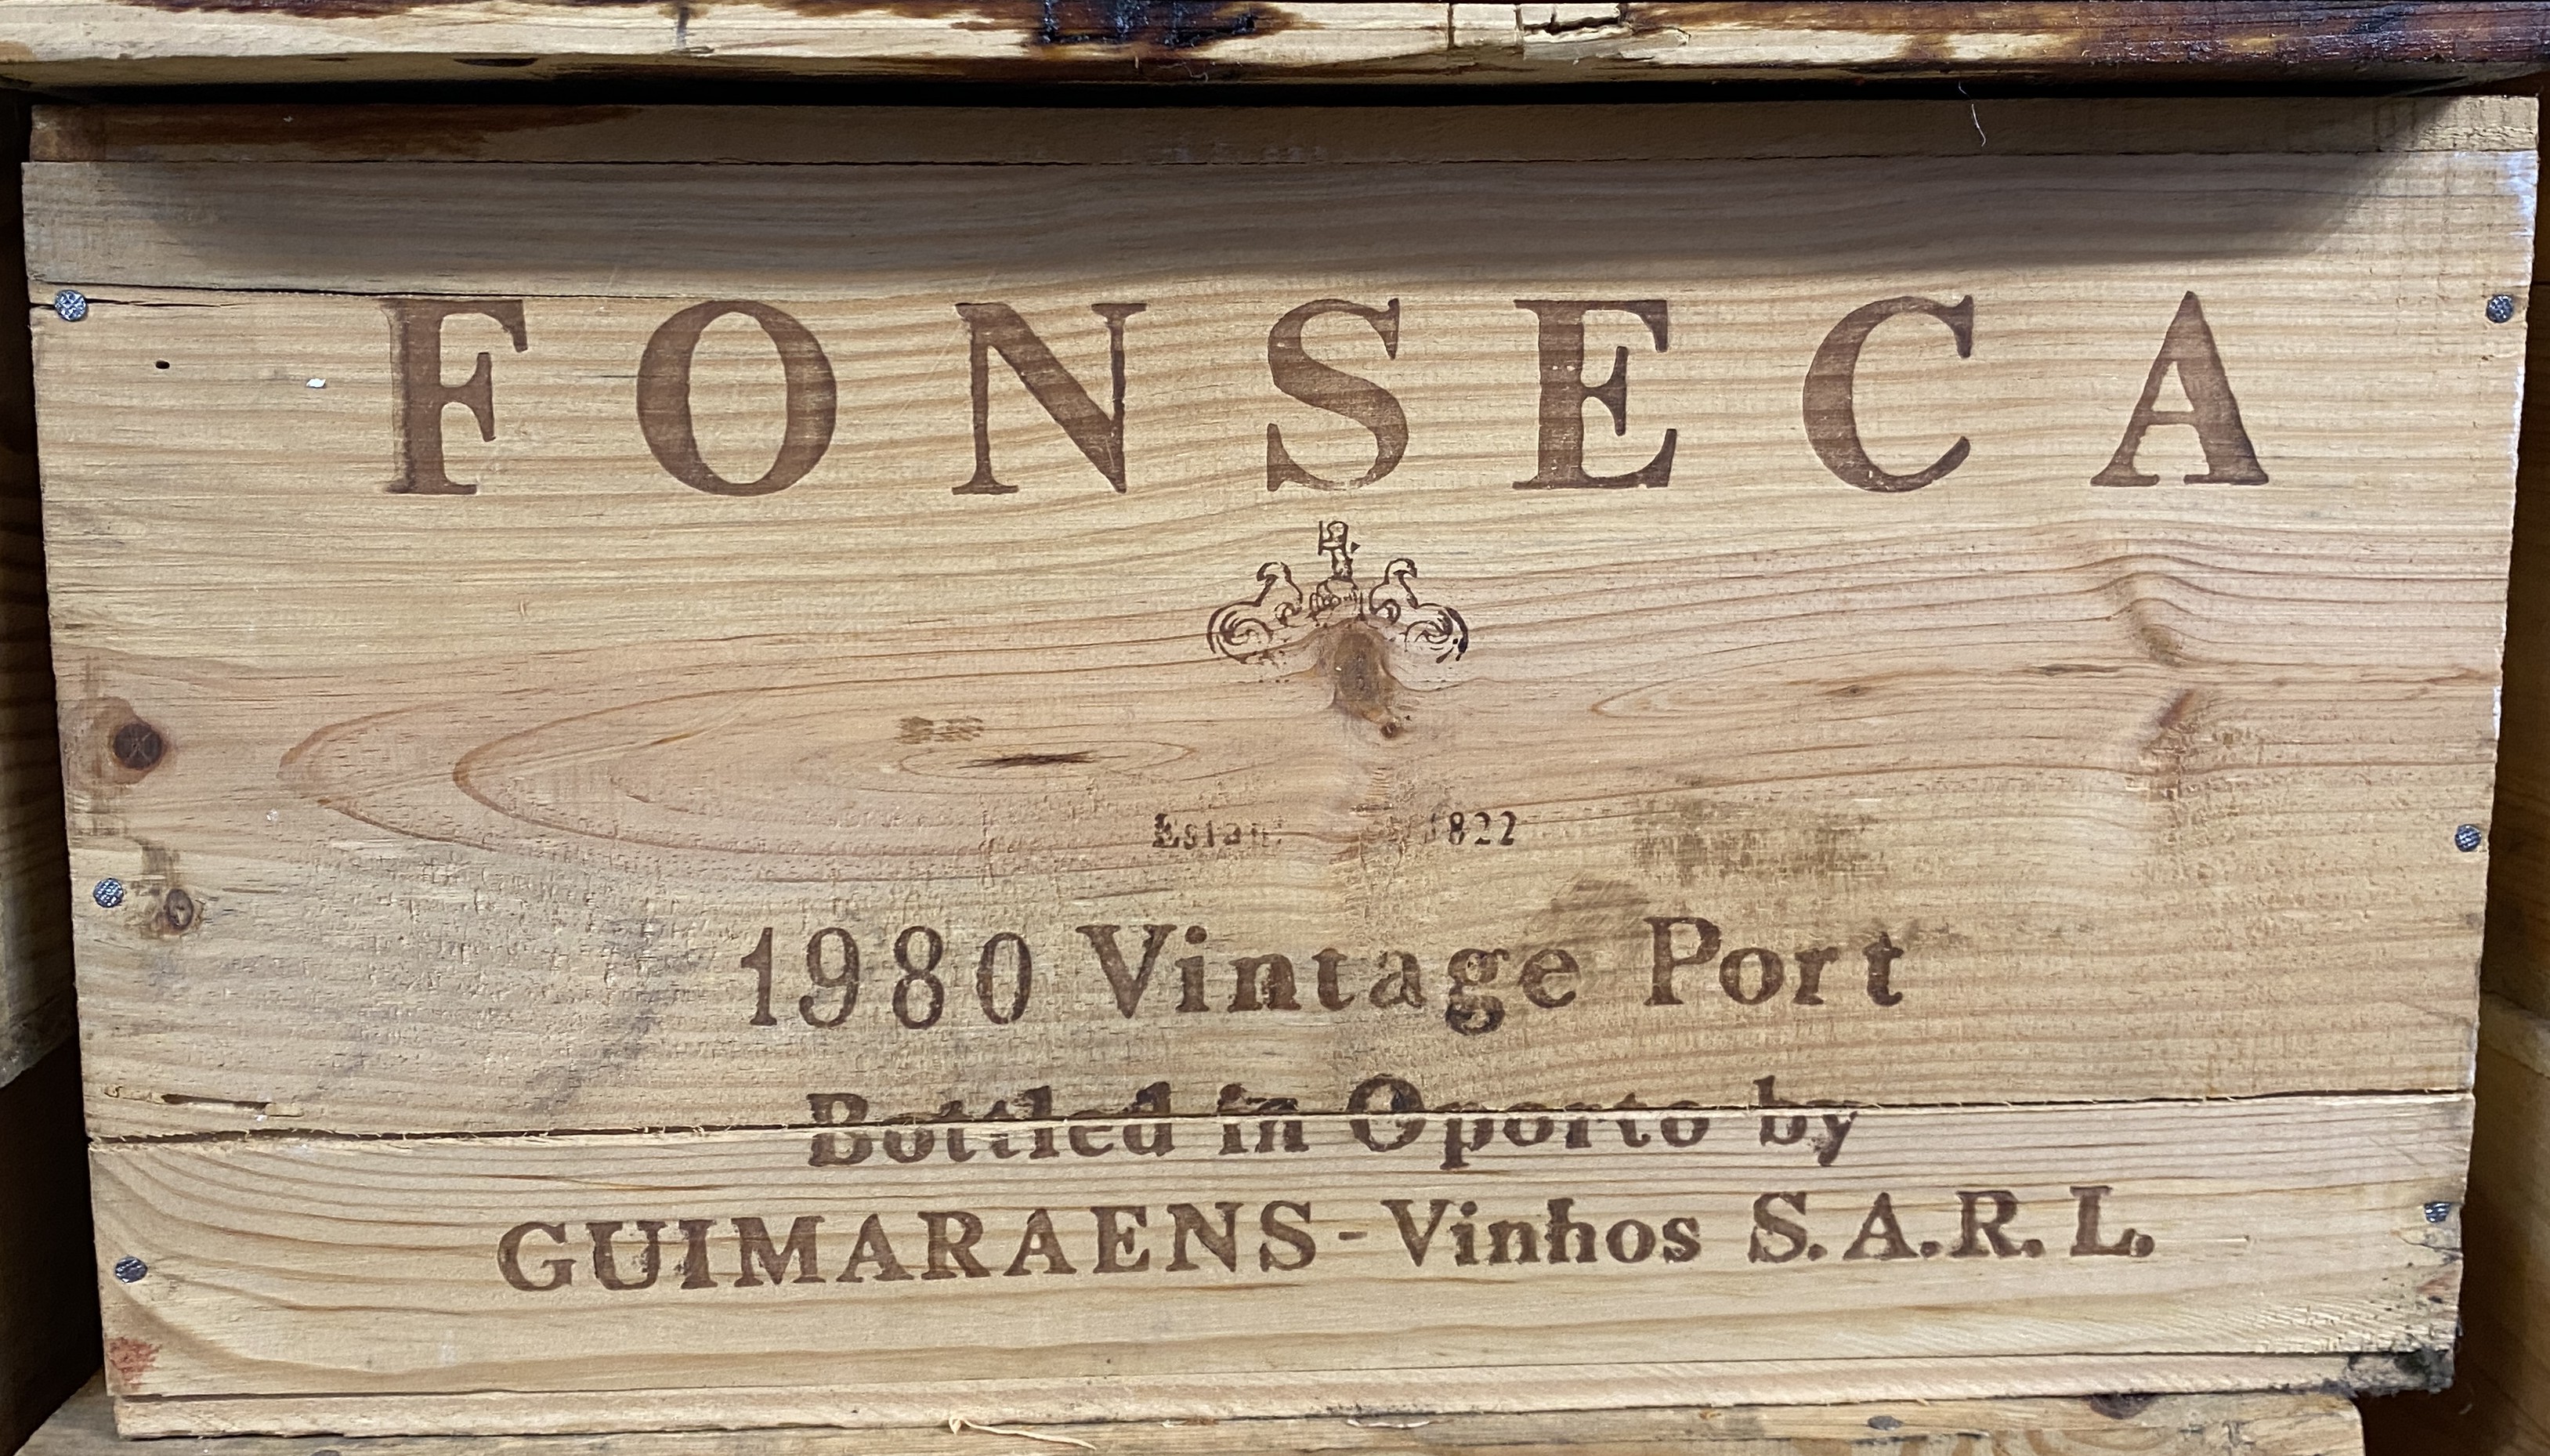 FONSECA
1822
1980 Vintage Port
Bottled in Oporto by
GUIMARAENS-Vinhos S.A.R.L.